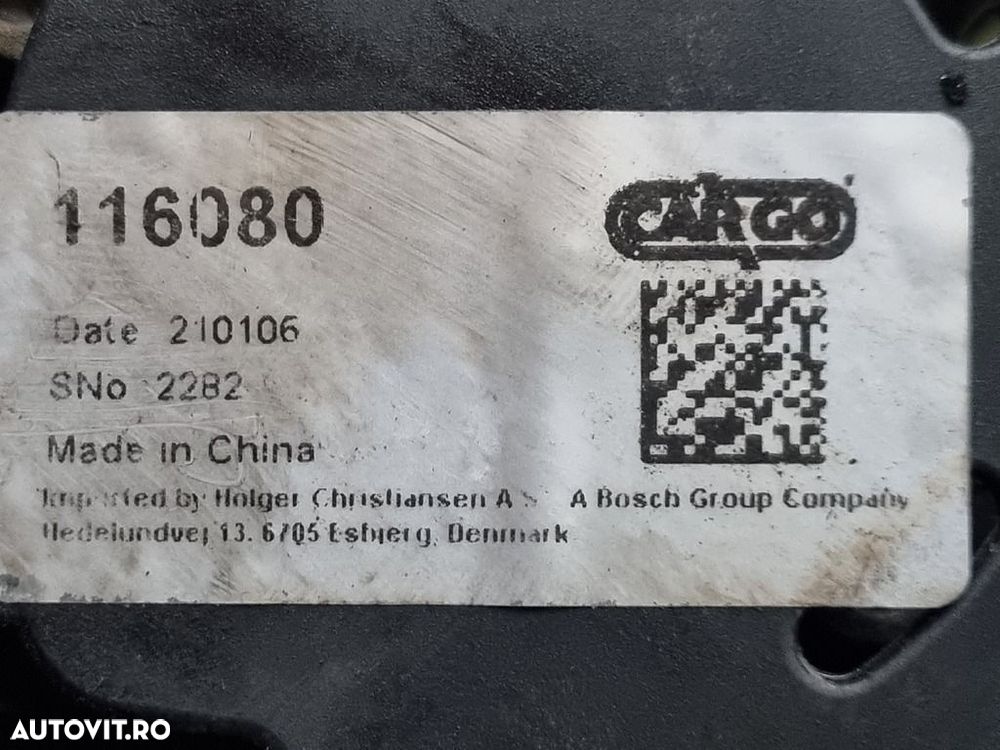 116080
CARGO
Date 210106
SNo 2282
Made in China
Imported by Holger Christiansen A S A Bosch Group Company
Hedelundvej 13. 6705 Esbjerg, Denmark
AUTOVIT.RO